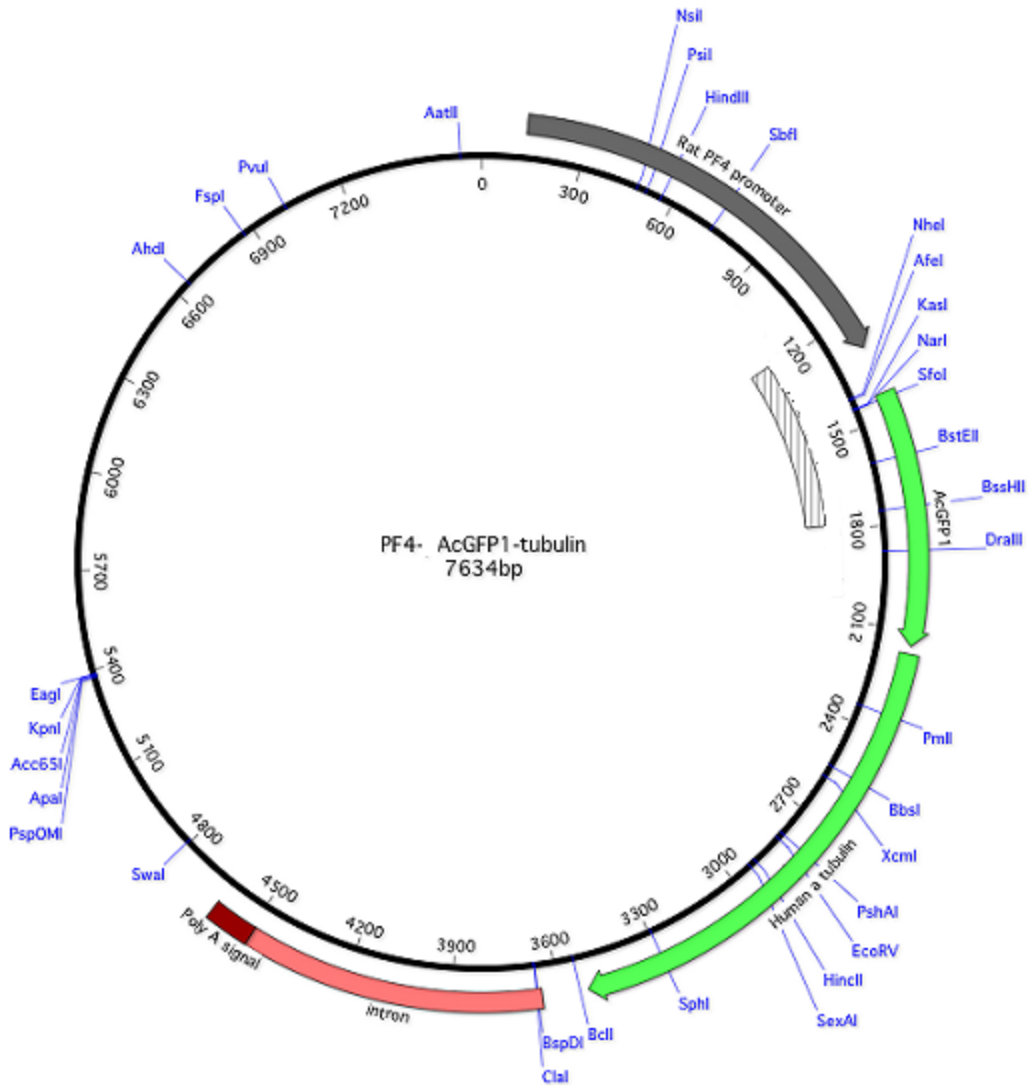 NsiI
PsiI
HindIII
SbfI
Rat PF4 promoter
AatII
PvuI
FspI
AhdI
NheI
AfeI
KasI
NarI
SfoI
BstEII
BssHII
DraIII
AcGFP1
0
300
600
900
1200
1500
1800
2100
2400
2700
3000
3300
3600
3900
4200
4500
4800
5100
5400
5700
6000
6300
6600
6900
7200
PF4- AcGFP1-tubulin
7634bp
PmlI
BbsI
XcmI
Human a tubulin
PshAI
EcoRV
HincII
SexAI
SphI
BclI
BspDI
ClaI
intron
Poly A signal
SwaI
EagI
KpnI
Acc65I
ApaI
PspOMI